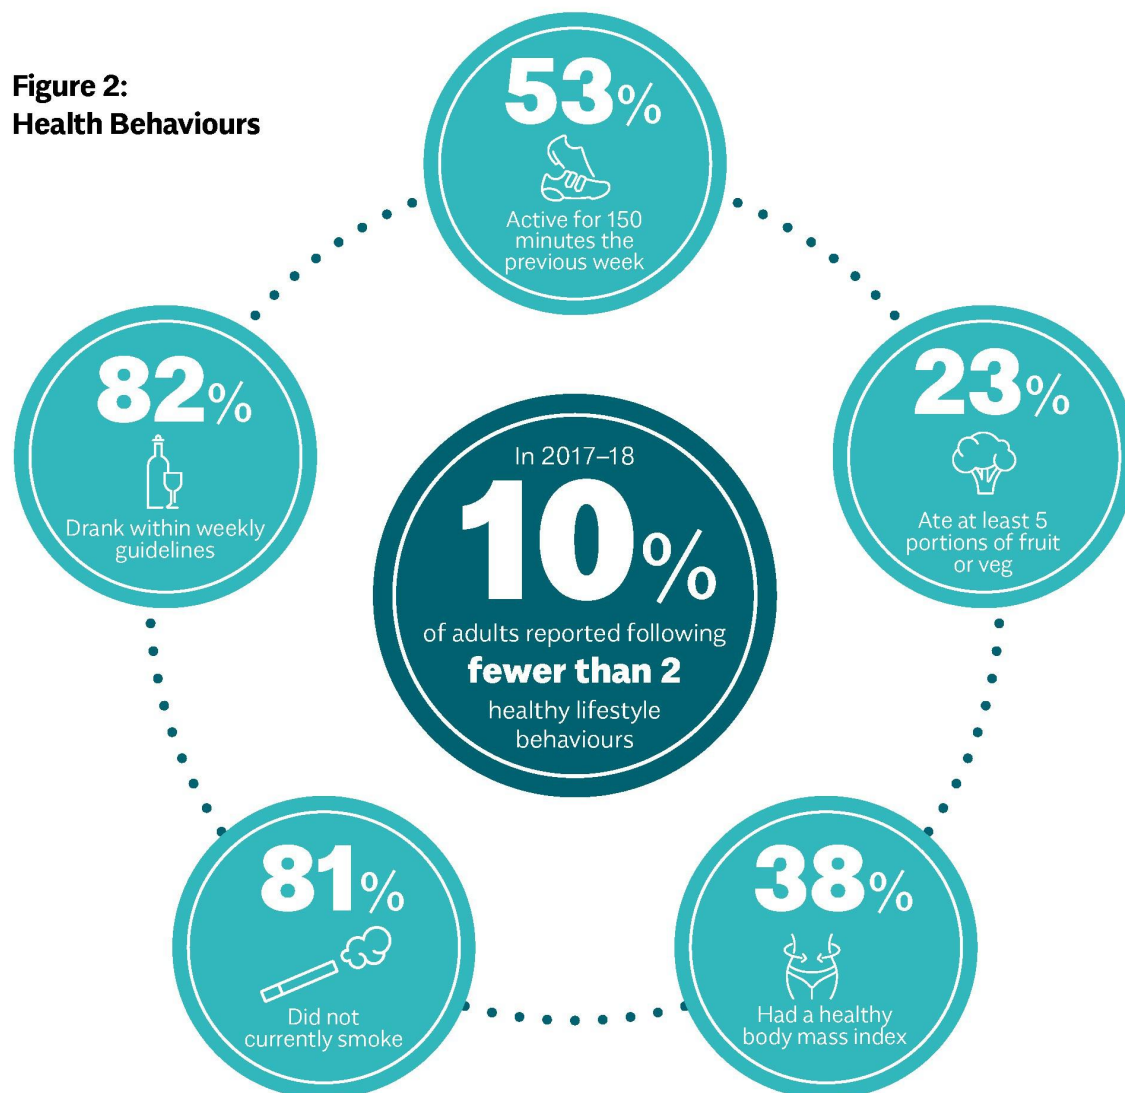 Figure 2:
Health Behaviours
53%
Active for 150
minutes the
previous week
82%
Drank within weekly
guidelines
23%
Ate at least 5
portions of fruit
or veg
In 2017–18
10%
of adults reported following
fewer than 2
healthy lifestyle
behaviours
81%
Did not
currently smoke
38%
Had a healthy
body mass index